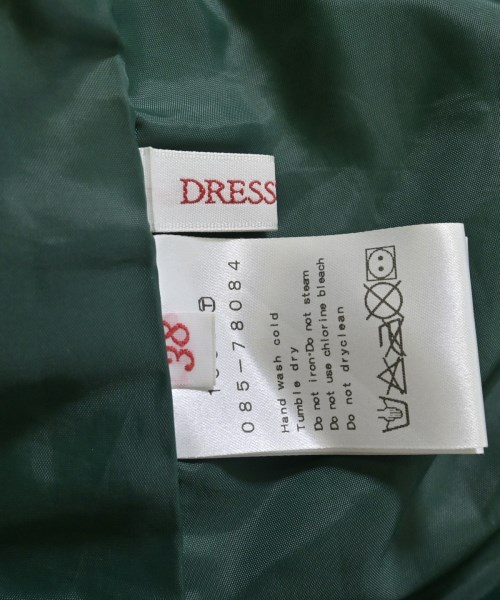 DRESS
38
085-78084
Hand wash cold
Tumble dry
Do not iron·Do not steam
Do not use chlorine bleach
Do not dryclean